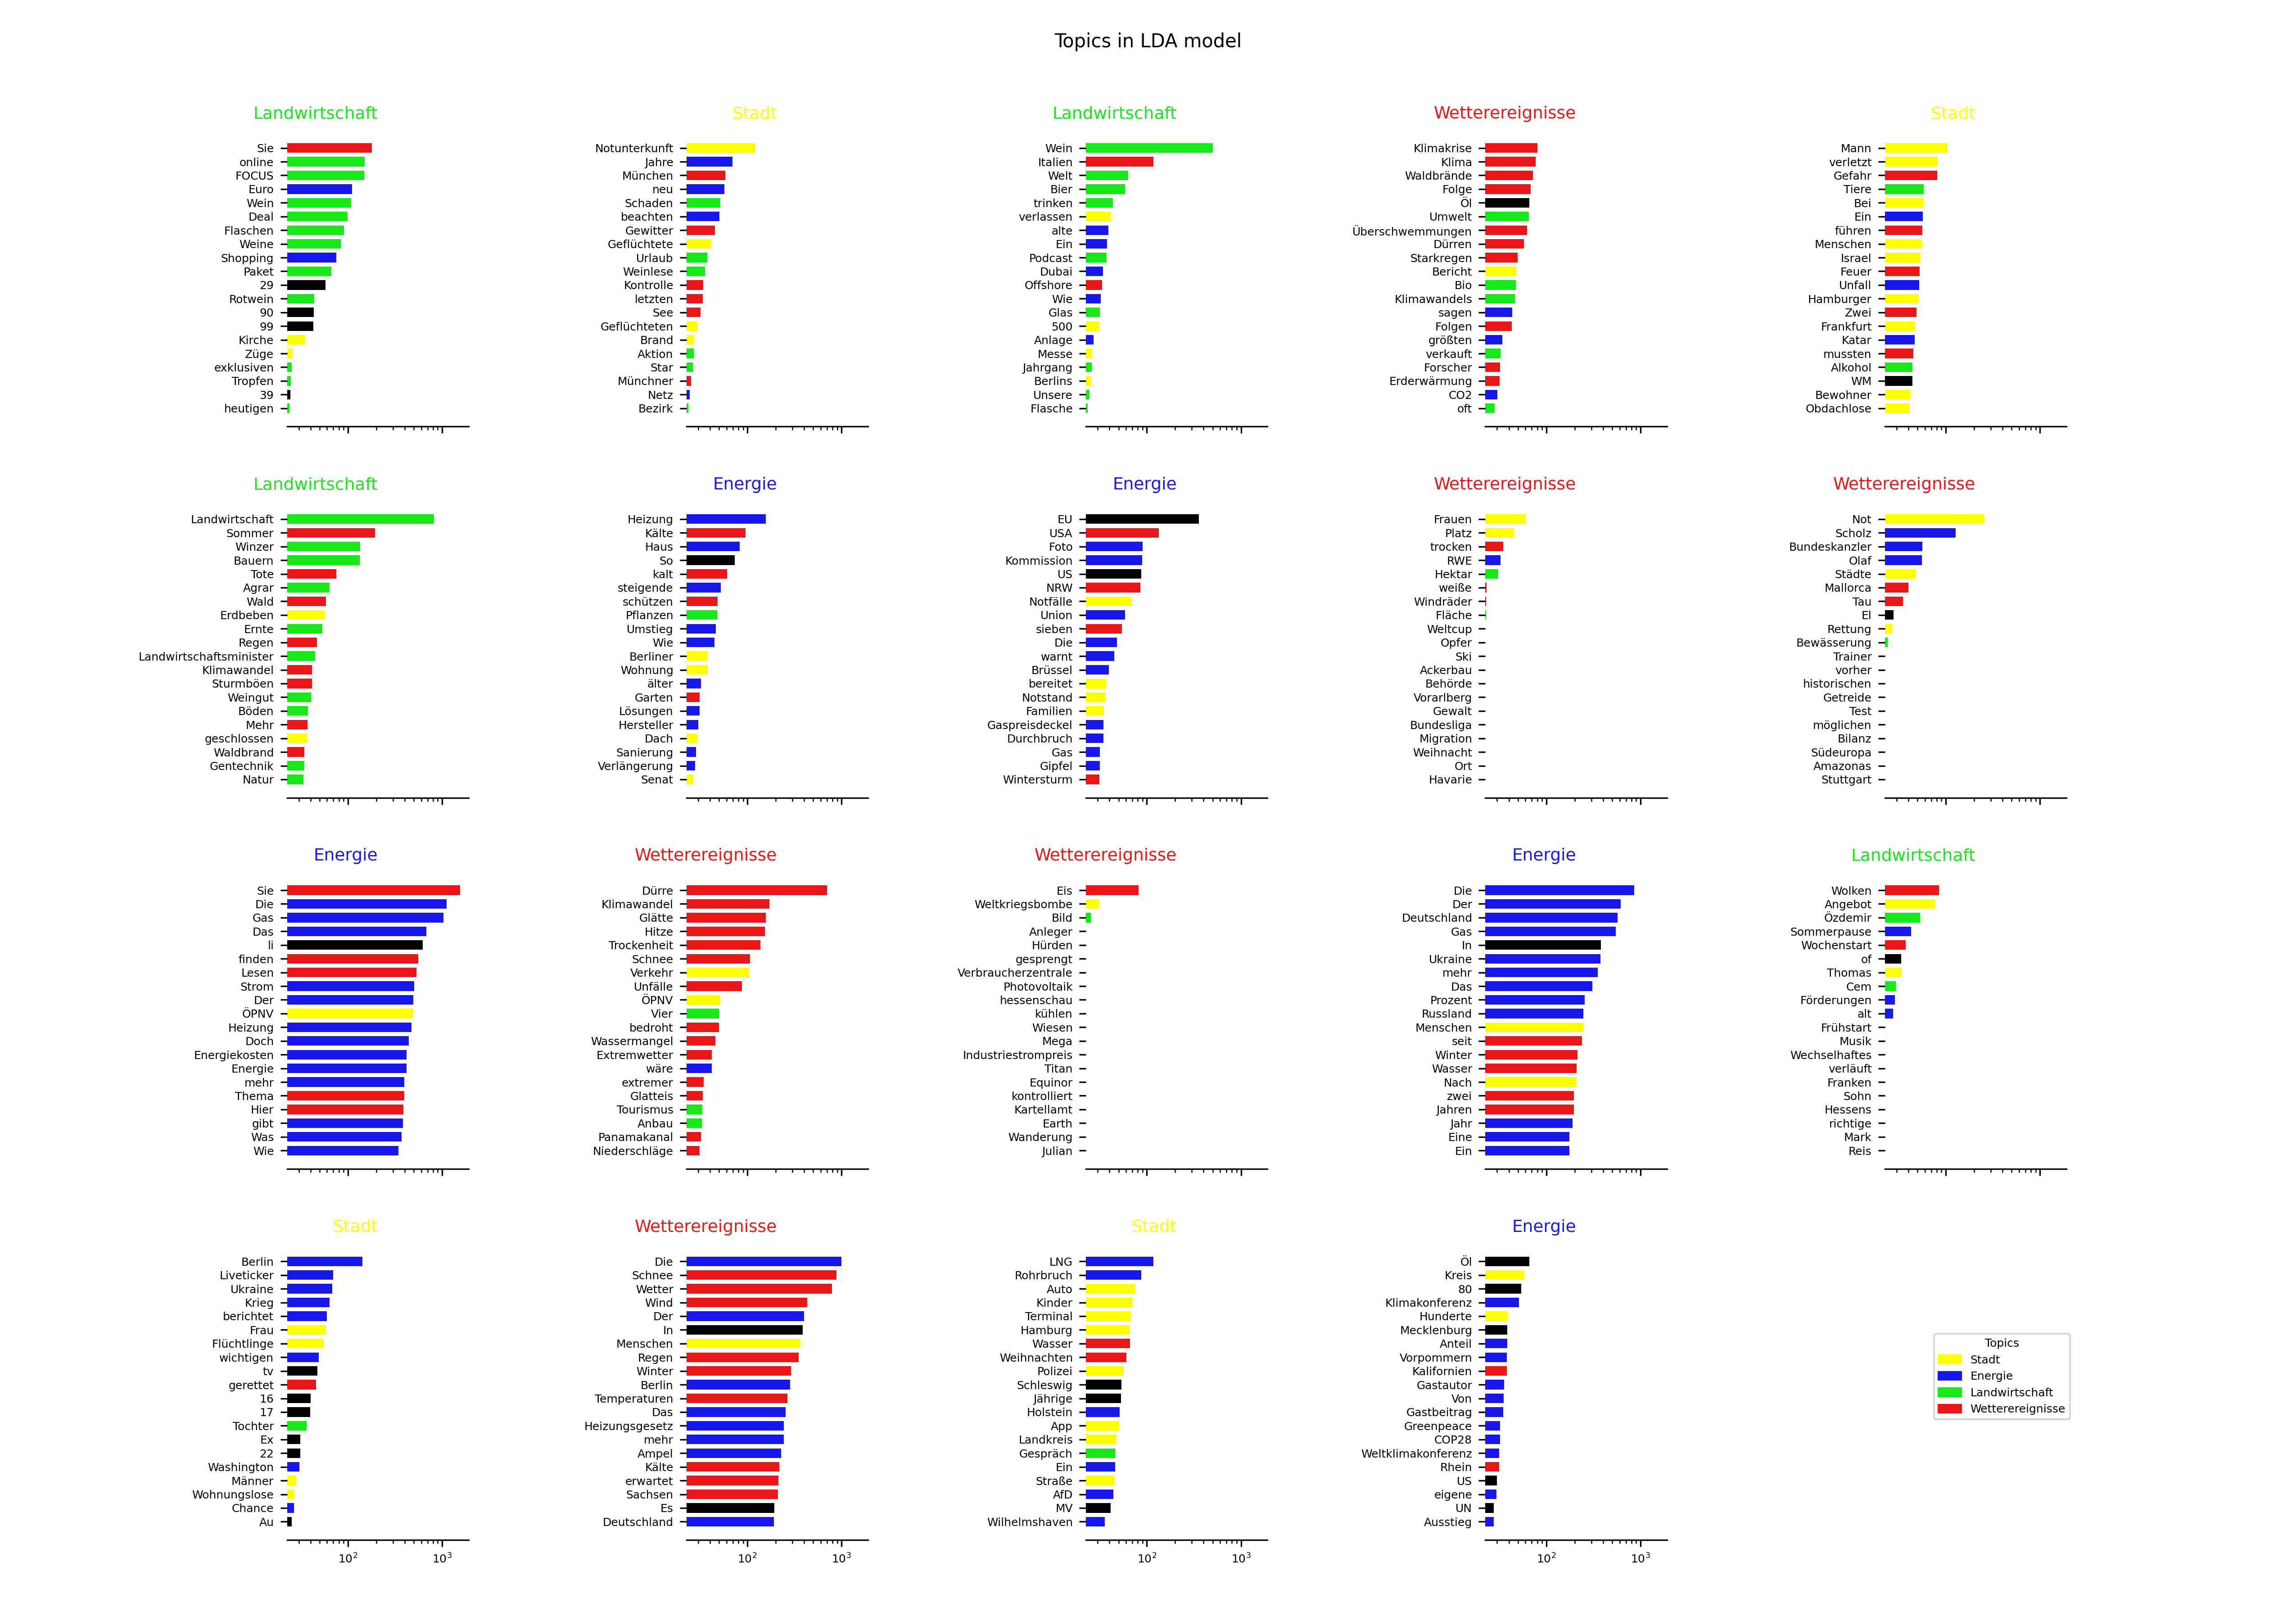 Topics in LDA model
Landwirtschaft
Sie
online
FOCUS
Euro
Wein
Deal
Flaschen
Weine
Shopping
Paket
29
Rotwein
90
99
Kirche
Züge
exklusiven
Tropfen
39
heutigen
Stadt
Notunterkunft
Jahre
München
neu
Schaden
beachten
Gewitter
Geflüchtete
Urlaub
Weinlese
Kontrolle
letzten
See
Geflüchteten
Brand
Aktion
Star
Münchner
Netz
Bezirk
Landwirtschaft
Wein
Italien
Welt
Bier
trinken
verlassen
alte
Ein
Podcast
Dubai
Offshore
Wie
Glas
500
Anlage
Messe
Jahrgang
Berlins
Unsere
Flasche
Wetterereignisse
Klimakrise
Klima
Waldbrände
Folge
Öl
Umwelt
Überschwemmungen
Dürren
Starkregen
Bericht
Bio
Klimawandels
sagen
Folgen
größten
verkauft
Forscher
Erderwärmung
CO2
oft
Stadt
Mann
verletzt
Gefahr
Tiere
Bei
Ein
führen
Menschen
Israel
Feuer
Unfall
Hamburger
Zwei
Frankfurt
Katar
mussten
Alkohol
WM
Bewohner
Obdachlose
Landwirtschaft
Landwirtschaft
Sommer
Winzer
Bauern
Tote
Agrar
Wald
Erdbeben
Ernte
Regen
Landwirtschaftsminister
Klimawandel
Sturmböen
Weingut
Böden
Mehr
geschlossen
Waldbrand
Gentechnik
Natur
Energie
Heizung
Kälte
Haus
So
kalt
steigende
schützen
Pflanzen
Umstieg
Wie
Berliner
Wohnung
älter
Garten
Lösungen
Hersteller
Dach
Sanierung
Verlängerung
Senat
Energie
EU
USA
Foto
Kommission
US
NRW
Notfälle
Union
sieben
Die
warnt
Brüssel
bereitet
Notstand
Familien
Gaspreisdeckel
Durchbruch
Gas
Gipfel
Wintersturm
Wetterereignisse
Frauen
Platz
trocken
RWE
Hektar
weiße
Windräder
Fläche
Weltcup
Opfer
Ski
Ackerbau
Behörde
Vorarlberg
Gewalt
Bundesliga
Migration
Weihnacht
Ort
Havarie
Wetterereignisse
Not
Scholz
Bundeskanzler
Olaf
Städte
Mallorca
Tau
El
Rettung
Bewässerung
Trainer
vorher
historischen
Getreide
Test
möglichen
Bilanz
Südeuropa
Amazonas
Stuttgart
Energie
Sie
Die
Gas
Das
li
finden
Lesen
Strom
Der
ÖPNV
Heizung
Doch
Energiekosten
Energie
mehr
Thema
Hier
gibt
Was
Wie
Wetterereignisse
Dürre
Klimawandel
Glätte
Hitze
Trockenheit
Schnee
Verkehr
Unfälle
ÖPNV
Vier
bedroht
Wassermangel
Extremwetter
wäre
extremer
Glatteis
Tourismus
Anbau
Panamakanal
Niederschläge
Wetterereignisse
Eis
Weltkriegsbombe
Bild
Anleger
Hürden
gesprengt
Verbraucherzentrale
Photovoltaik
hessenschau
kühlen
Wiesen
Mega
Industriestrompreis
Titan
Equinor
kontrolliert
Kartellamt
Earth
Wanderung
Julian
Energie
Die
Der
Deutschland
Gas
In
Ukraine
mehr
Das
Prozent
Russland
Menschen
seit
Winter
Wasser
Nach
zwei
Jahren
Jahr
Eine
Ein
Landwirtschaft
Wolken
Angebot
Özdemir
Sommerpause
Wochenstart
of
Thomas
Cem
Förderungen
alt
Frühstart
Musik
Wechselhaftes
verläuft
Franken
Sohn
Hessens
richtige
Mark
Reis
Stadt
Berlin
Liveticker
Ukraine
Krieg
berichtet
Frau
Flüchtlinge
wichtigen
tv
gerettet
16
17
Tochter
Ex
22
Washington
Männer
Wohnungslose
Chance
Au
10² 10³
Wetterereignisse
Die
Schnee
Wetter
Wind
Der
In
Menschen
Regen
Winter
Berlin
Temperaturen
Das
Heizungsgesetz
mehr
Ampel
Kälte
erwartet
Sachsen
Es
Deutschland
10² 10³
Stadt
LNG
Rohrbruch
Auto
Kinder
Terminal
Hamburg
Wasser
Weihnachten
Polizei
Schleswig
Jährige
Holstein
App
Landkreis
Gespräch
Ein
Straße
AfD
MV
Wilhelmshaven
10² 10³
Energie
Öl
Kreis
80
Klimakonferenz
Hunderte
Mecklenburg
Anteil
Vorpommern
Kalifornien
Gastautor
Von
Gastbeitrag
Greenpeace
COP28
Weltklimakonferenz
Rhein
US
eigene
UN
Ausstieg
10² 10³
Topics
Stadt
Energie
Landwirtschaft
Wetterereignisse